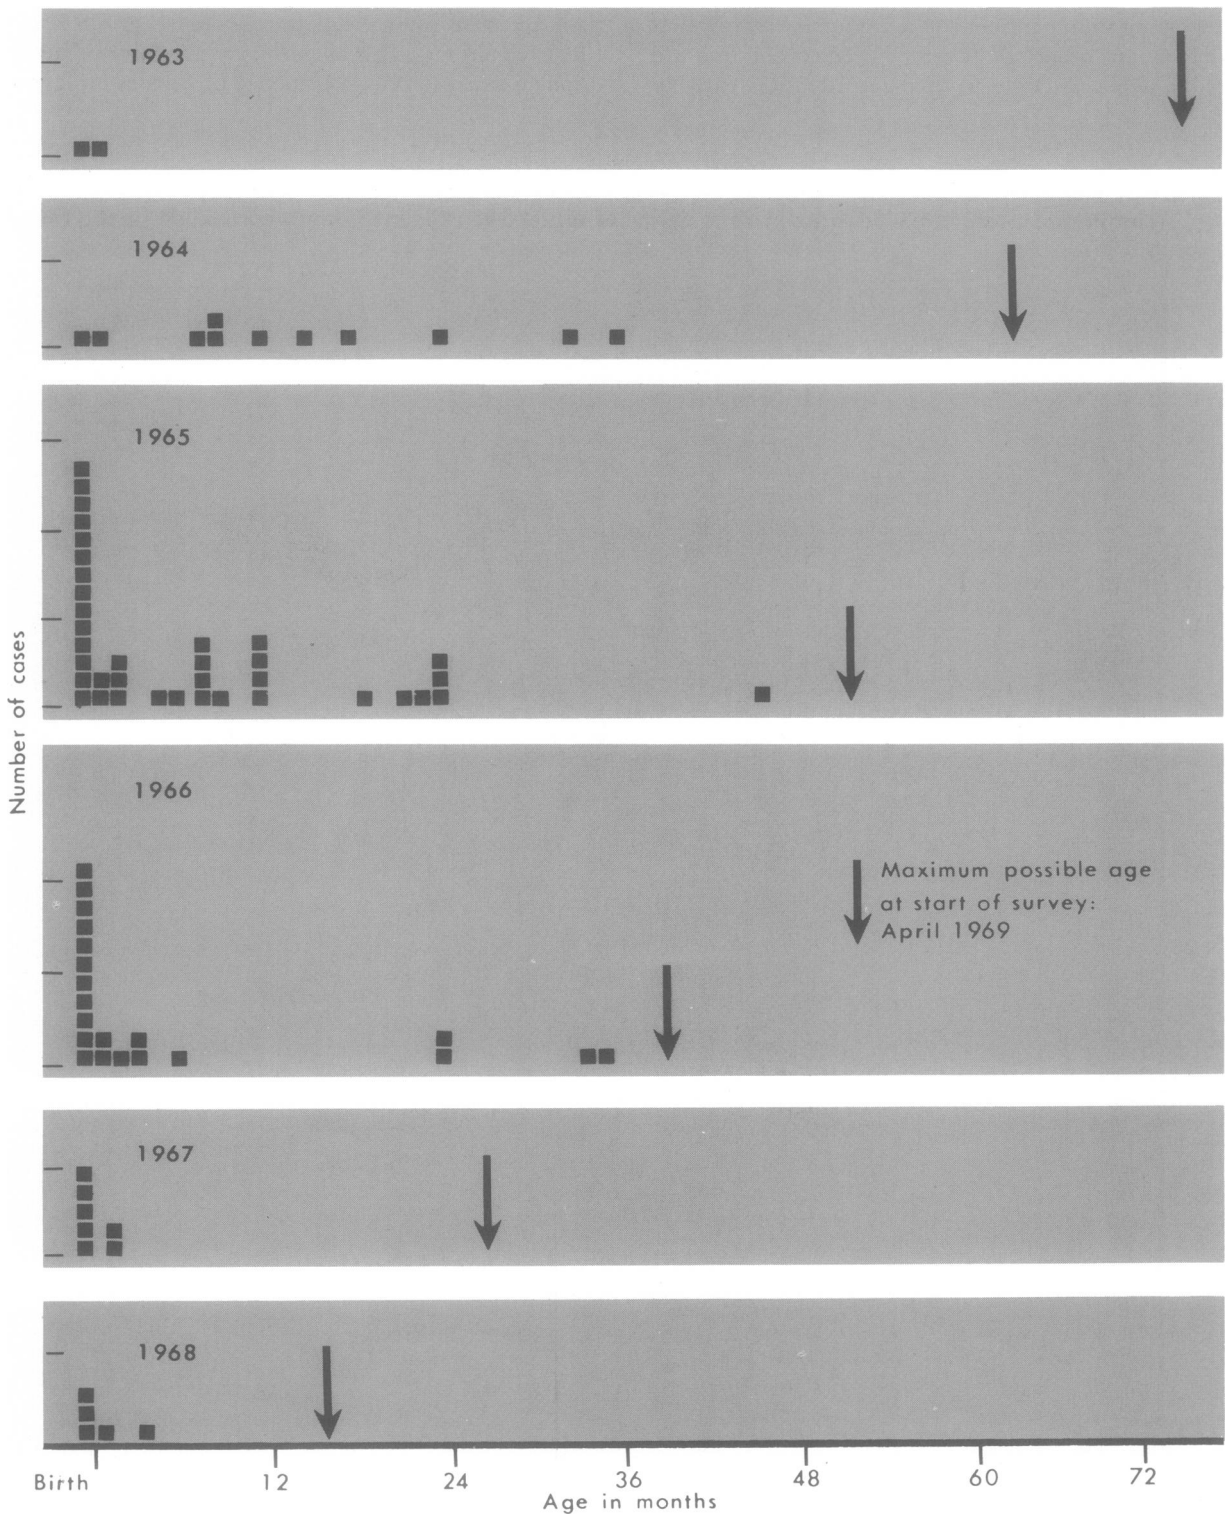 1963
1964
1965
1966
Maximum possible age
at start of survey:
April 1969
1967
1968
Number of cases
Birth 12 24 36 48 60 72
Age in months